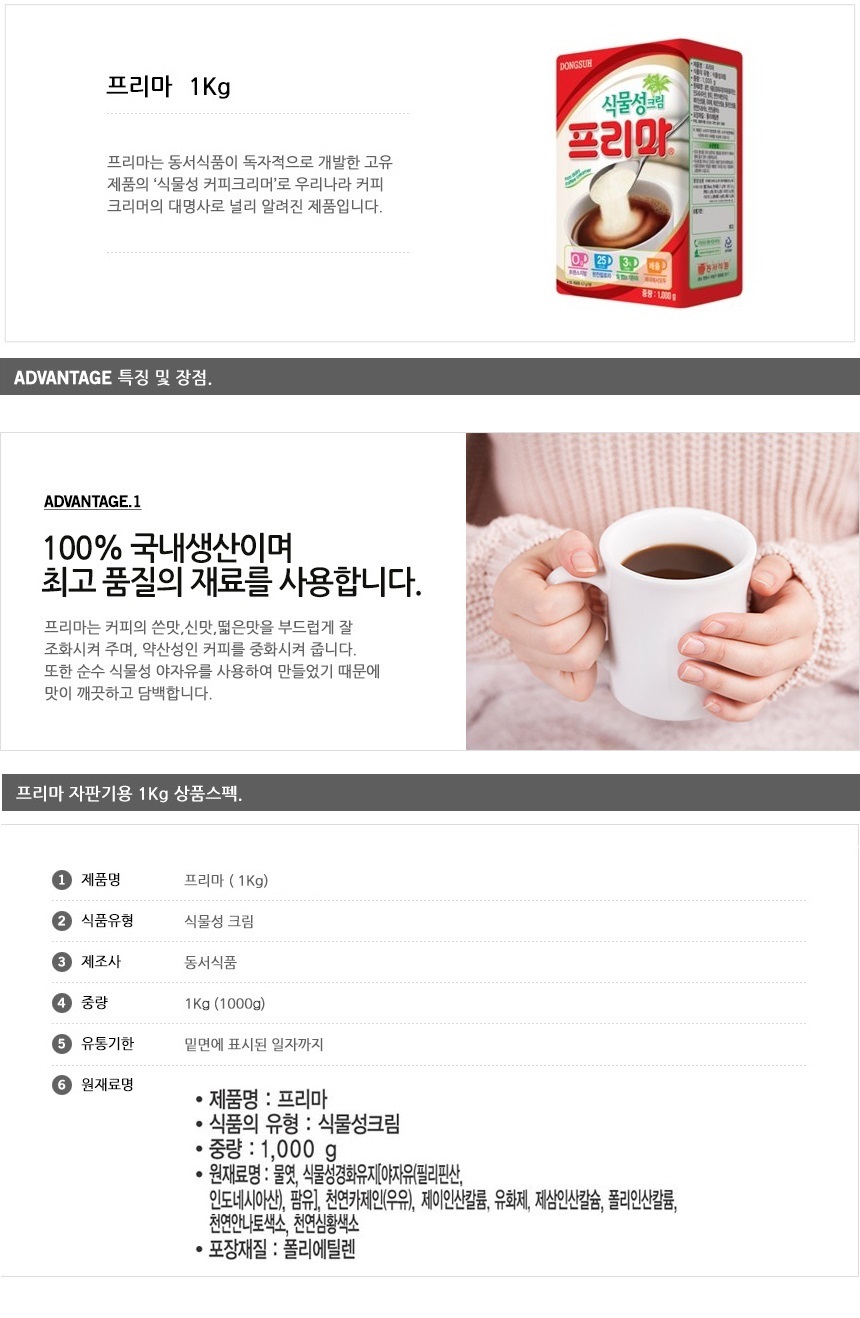 프리마 1Kg
프리마는 동서식품이 독자적으로 개발한 고유
제품의 ‘식물성 커피크리머’로 우리나라 커피
크리머의 대명사로 널리 알려진 제품입니다.
DONGSUH
식물성크림
프리마®
중량 : 1,000 g
ADVANTAGE 특징 및 장점.
ADVANTAGE.1
100% 국내생산이며
최고 품질의 재료를 사용합니다.
프리마는 커피의 쓴맛,신맛,떫은맛을 부드럽게 잘
조화시켜 주며, 약산성인 커피를 중화시켜 줍니다.
또한 순수 식물성 야자유를 사용하여 만들었기 때문에
맛이 깨끗하고 담백합니다.
프리마 자판기용 1Kg 상품스펙.
1 제품명 프리마 ( 1Kg)
2 식품유형 식물성 크림
3 제조사 동서식품
4 중량 1Kg (1000g)
5 유통기한 밑면에 표시된 일자까지
6 원재료명
• 제품명 : 프리마
• 식품의 유형 : 식물성크림
• 중량 : 1,000 g
• 원재료명 : 물엿, 식물성경화유지[야자유(필리핀산,
인도네시아산), 팜유], 천연카제인(우유), 제이인산칼륨, 유화제, 제삼인산칼슘, 폴리인산칼륨,
천연안나토색소, 천연심황색소
• 포장재질 : 폴리에틸렌